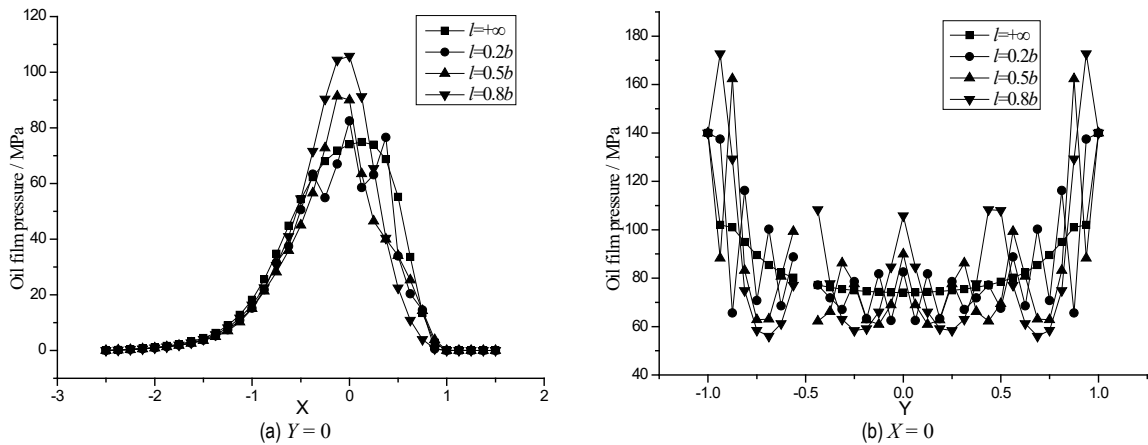 120
100
80
60
40
20
0
Oil film pressure / MPa
-3
-2
-1
0
1
2
X
l=+∞
l=0.2b
l=0.5b
l=0.8b
(a) Y = 0
180
160
140
120
100
80
60
40
Oil film pressure / MPa
-1.0
-0.5
0.0
0.5
1.0
Y
l=+∞
l=0.2b
l=0.5b
l=0.8b
(b) X = 0